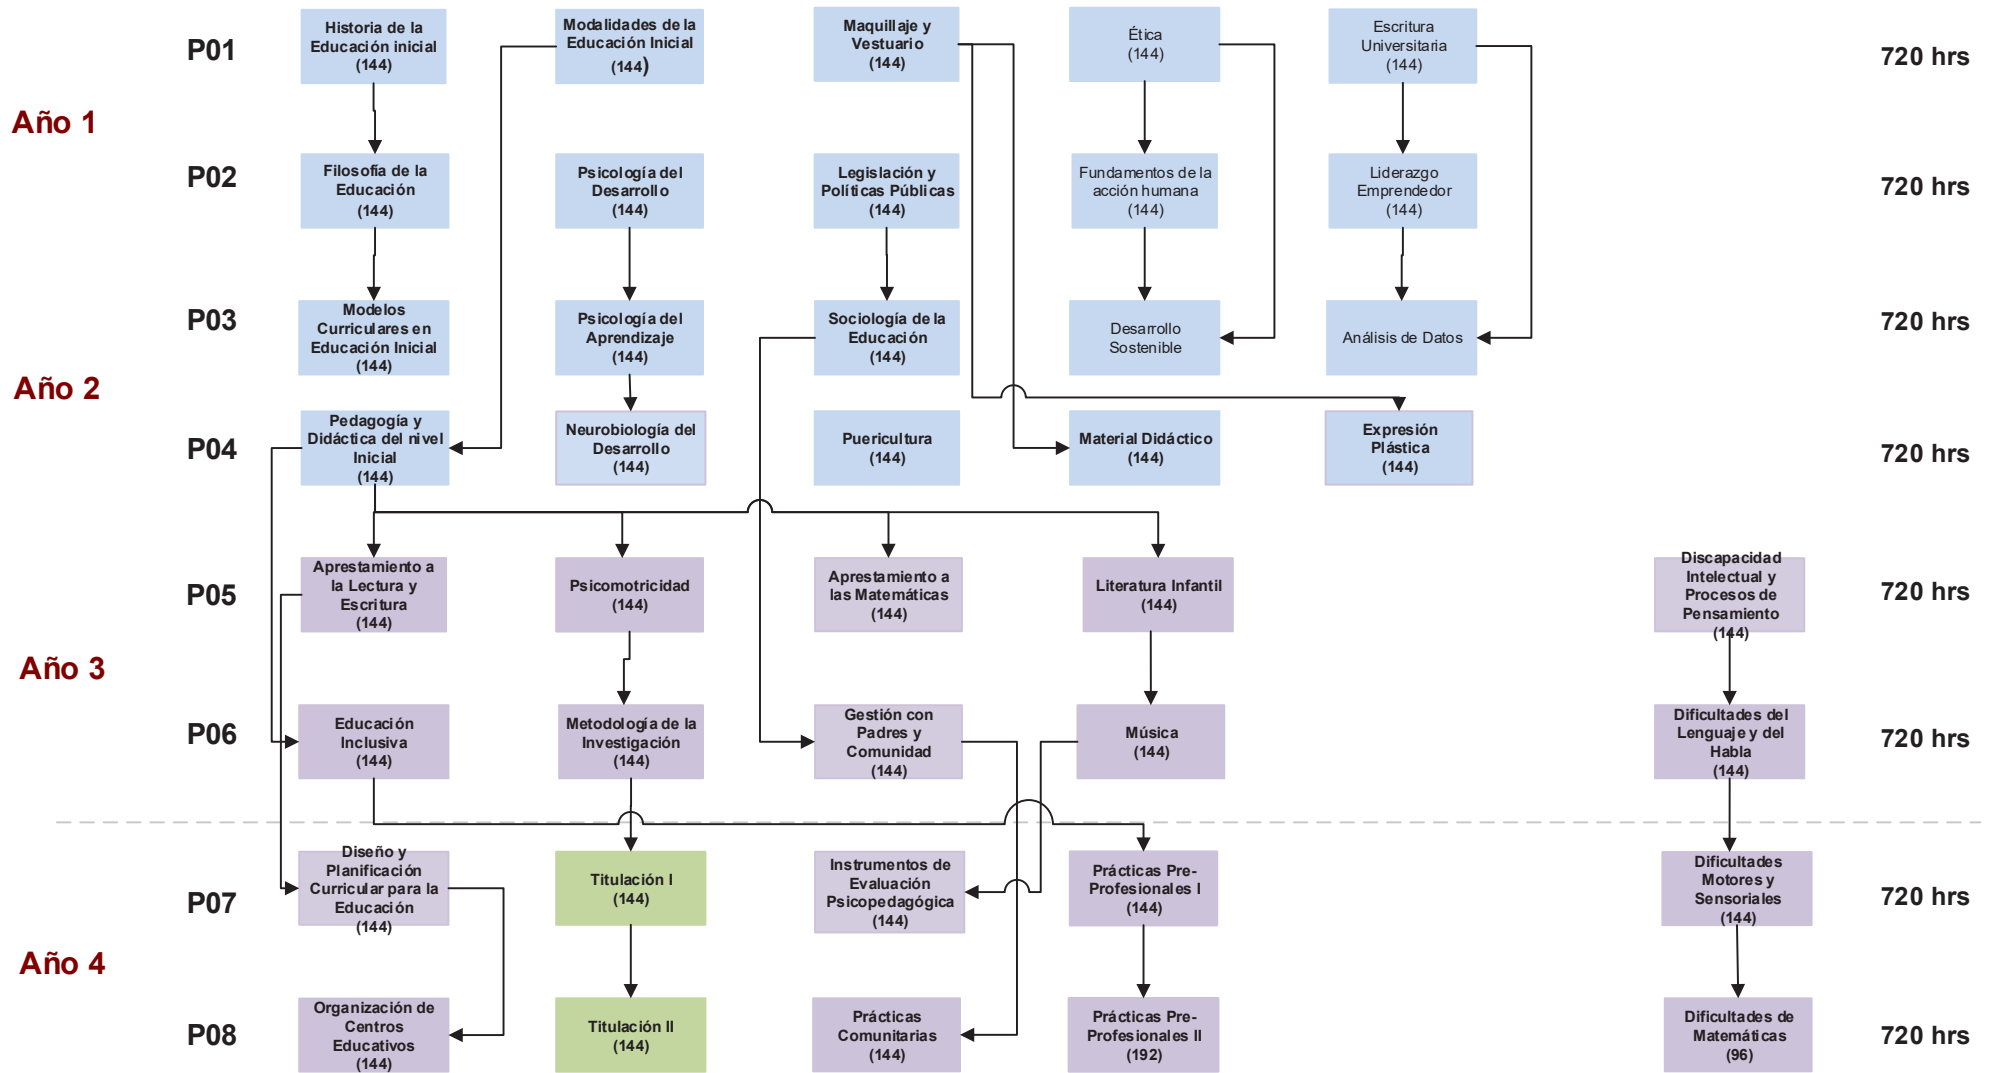 P01
Historia de la
Educación inicial
(144)
Modalidades de la
Educación Inicial
(144)
Maquillaje y
Vestuario
(144)
Ética
(144)
Escritura
Universitaria
(144)
720 hrs
Año 1
P02
Filosofía de la
Educación
(144)
Psicología del
Desarrollo
(144)
Legislación y
Políticas Públicas
(144)
Fundamentos de la
acción humana
(144)
Liderazgo
Emprendedor
(144)
720 hrs
P03
Modelos
Curriculares en
Educación Inicial
(144)
Psicología del
Aprendizaje
(144)
Sociología de la
Educación
(144)
Desarrollo
Sostenible
Análisis de Datos
720 hrs
Año 2
P04
Pedagogía y
Didáctica del nivel
Inicial
(144)
Neurobiología del
Desarrollo
(144)
Puericultura
(144)
Material Didáctico
(144)
Expresión
Plástica
(144)
720 hrs
P05
Aprestamiento a
la Lectura y
Escritura
(144)
Psicomotricidad
(144)
Aprestamiento a
las Matemáticas
(144)
Literatura Infantil
(144)
Discapacidad
Intelectual y
Procesos de
Pensamiento
(144)
720 hrs
Año 3
P06
Educación
Inclusiva
(144)
Metodología de la
Investigación
(144)
Gestión con
Padres y
Comunidad
(144)
Música
(144)
Dificultades del
Lenguaje y del
Habla
(144)
720 hrs
P07
Diseño y
Planificación
Curricular para la
Educación
(144)
Titulación I
(144)
Instrumentos de
Evaluación
Psicopedagógica
(144)
Prácticas Pre-
Profesionales I
(144)
Dificultades
Motores y
Sensoriales
(144)
720 hrs
Año 4
P08
Organización de
Centros
Educativos
(144)
Titulación II
(144)
Prácticas
Comunitarias
(144)
Prácticas Pre-
Profesionales II
(192)
Dificultades de
Matemáticas
(96)
720 hrs